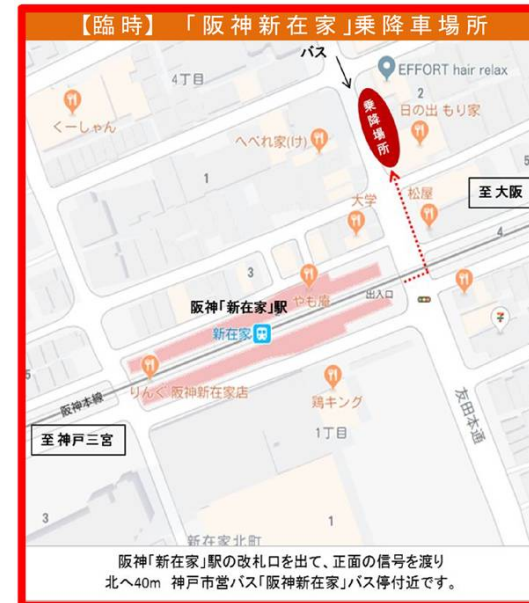 【臨時】「阪神新在家」乗降車場所
バス
EFFORT hair relax
4丁目
2
くーしゃん
乗降場所
日の出 もり家
へべれ家(け)
1
5
大学
松屋
至 大阪
4
3
やも庵
出入口
阪神「新在家」駅
新在家
5
りんぐ 阪神新在家店
鶏キング
阪神本線
友田本通
至 神戸三宮
1丁目
3
1
新在家北町
阪神「新在家」駅の改札口を出て、正面の信号を渡り
北へ40m 神戸市営バス「阪神新在家」バス停付近です。